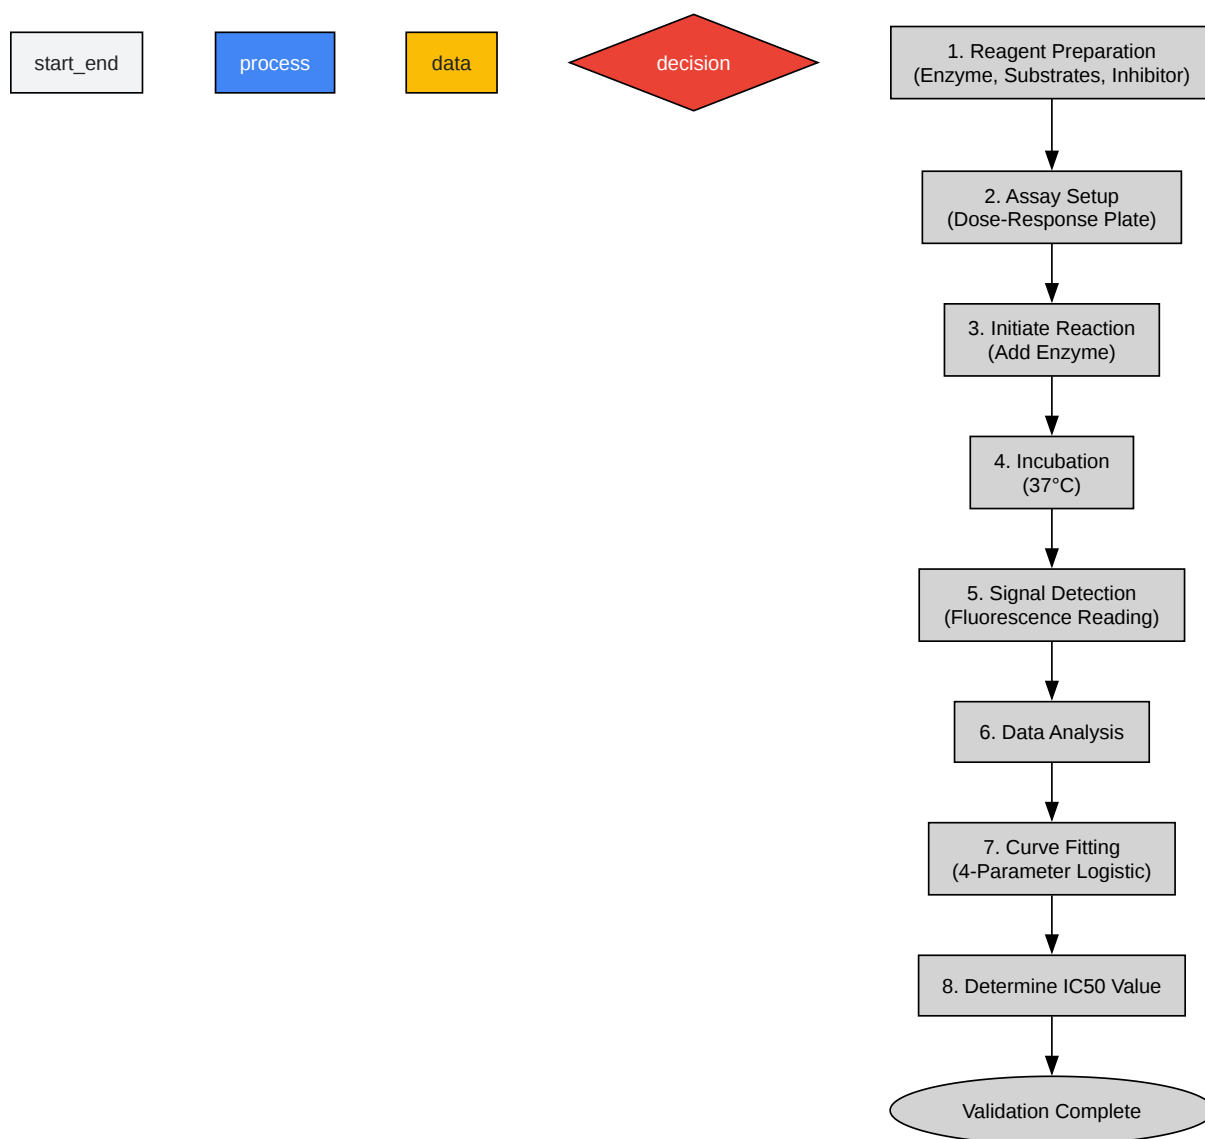 start_end
process
data
decision
1. Reagent Preparation
(Enzyme, Substrates, Inhibitor)
2. Assay Setup
(Dose-Response Plate)
3. Initiate Reaction
(Add Enzyme)
4. Incubation
(37°C)
5. Signal Detection
(Fluorescence Reading)
6. Data Analysis
7. Curve Fitting
(4-Parameter Logistic)
8. Determine IC50 Value
Validation Complete